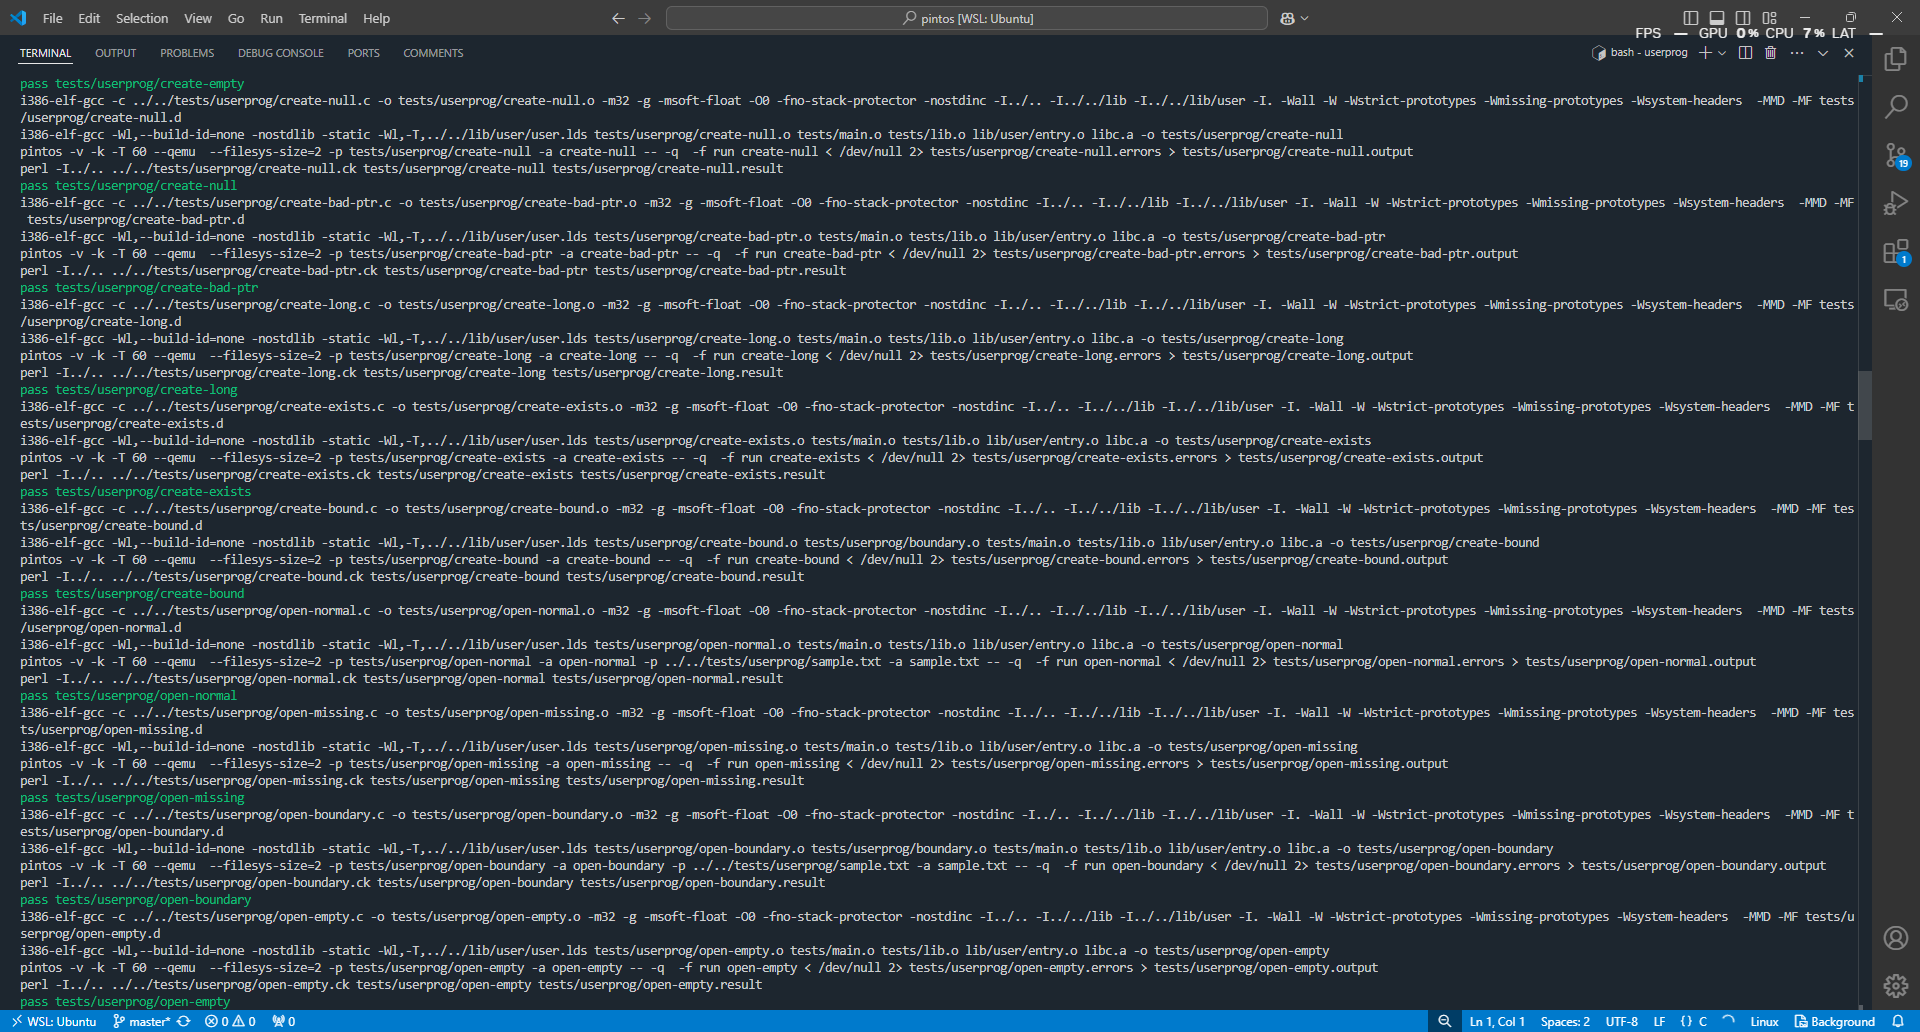 File Edit Selection View Go Run Terminal Help
pintos [WSL: Ubuntu]
FPS — GPU 0% CPU 7% LAT —
TERMINAL OUTPUT PROBLEMS DEBUG CONSOLE PORTS COMMENTS
bash - userprog
pass tests/userprog/create-empty
i386-elf-gcc -c ../../tests/userprog/create-null.c -o tests/userprog/create-null.o -m32 -g -msoft-float -O0 -fno-stack-protector -nostdinc -I../.. -I../../lib -I../../lib/user -I. -Wall -W -Wstrict-prototypes -Wmissing-prototypes -Wsystem-headers  -MMD -MF tests
/userprog/create-null.d
i386-elf-gcc -Wl,--build-id=none -nostdlib -static -Wl,-T,../../lib/user/user.lds tests/userprog/create-null.o tests/main.o tests/lib.o lib/user/entry.o libc.a -o tests/userprog/create-null
pintos -v -k -T 60 --qemu  --filesys-size=2 -p tests/userprog/create-null -a create-null -- -q  -f run create-null < /dev/null 2> tests/userprog/create-null.errors > tests/userprog/create-null.output
perl -I../.. ../../tests/userprog/create-null.ck tests/userprog/create-null tests/userprog/create-null.result
pass tests/userprog/create-null
i386-elf-gcc -c ../../tests/userprog/create-bad-ptr.c -o tests/userprog/create-bad-ptr.o -m32 -g -msoft-float -O0 -fno-stack-protector -nostdinc -I../.. -I../../lib -I../../lib/user -I. -Wall -W -Wstrict-prototypes -Wmissing-prototypes -Wsystem-headers  -MMD -MF
 tests/userprog/create-bad-ptr.d
i386-elf-gcc -Wl,--build-id=none -nostdlib -static -Wl,-T,../../lib/user/user.lds tests/userprog/create-bad-ptr.o tests/main.o tests/lib.o lib/user/entry.o libc.a -o tests/userprog/create-bad-ptr
pintos -v -k -T 60 --qemu  --filesys-size=2 -p tests/userprog/create-bad-ptr -a create-bad-ptr -- -q  -f run create-bad-ptr < /dev/null 2> tests/userprog/create-bad-ptr.errors > tests/userprog/create-bad-ptr.output
perl -I../.. ../../tests/userprog/create-bad-ptr.ck tests/userprog/create-bad-ptr tests/userprog/create-bad-ptr.result
pass tests/userprog/create-bad-ptr
i386-elf-gcc -c ../../tests/userprog/create-long.c -o tests/userprog/create-long.o -m32 -g -msoft-float -O0 -fno-stack-protector -nostdinc -I../.. -I../../lib -I../../lib/user -I. -Wall -W -Wstrict-prototypes -Wmissing-prototypes -Wsystem-headers  -MMD -MF tests
/userprog/create-long.d
i386-elf-gcc -Wl,--build-id=none -nostdlib -static -Wl,-T,../../lib/user/user.lds tests/userprog/create-long.o tests/main.o tests/lib.o lib/user/entry.o libc.a -o tests/userprog/create-long
pintos -v -k -T 60 --qemu  --filesys-size=2 -p tests/userprog/create-long -a create-long -- -q  -f run create-long < /dev/null 2> tests/userprog/create-long.errors > tests/userprog/create-long.output
perl -I../.. ../../tests/userprog/create-long.ck tests/userprog/create-long tests/userprog/create-long.result
pass tests/userprog/create-long
i386-elf-gcc -c ../../tests/userprog/create-exists.c -o tests/userprog/create-exists.o -m32 -g -msoft-float -O0 -fno-stack-protector -nostdinc -I../.. -I../../lib -I../../lib/user -I. -Wall -W -Wstrict-prototypes -Wmissing-prototypes -Wsystem-headers  -MMD -MF t
ests/userprog/create-exists.d
i386-elf-gcc -Wl,--build-id=none -nostdlib -static -Wl,-T,../../lib/user/user.lds tests/userprog/create-exists.o tests/main.o tests/lib.o lib/user/entry.o libc.a -o tests/userprog/create-exists
pintos -v -k -T 60 --qemu  --filesys-size=2 -p tests/userprog/create-exists -a create-exists -- -q  -f run create-exists < /dev/null 2> tests/userprog/create-exists.errors > tests/userprog/create-exists.output
perl -I../.. ../../tests/userprog/create-exists.ck tests/userprog/create-exists tests/userprog/create-exists.result
pass tests/userprog/create-exists
i386-elf-gcc -c ../../tests/userprog/create-bound.c -o tests/userprog/create-bound.o -m32 -g -msoft-float -O0 -fno-stack-protector -nostdinc -I../.. -I../../lib -I../../lib/user -I. -Wall -W -Wstrict-prototypes -Wmissing-prototypes -Wsystem-headers  -MMD -MF tes
ts/userprog/create-bound.d
i386-elf-gcc -Wl,--build-id=none -nostdlib -static -Wl,-T,../../lib/user/user.lds tests/userprog/create-bound.o tests/userprog/boundary.o tests/main.o tests/lib.o lib/user/entry.o libc.a -o tests/userprog/create-bound
pintos -v -k -T 60 --qemu  --filesys-size=2 -p tests/userprog/create-bound -a create-bound -- -q  -f run create-bound < /dev/null 2> tests/userprog/create-bound.errors > tests/userprog/create-bound.output
perl -I../.. ../../tests/userprog/create-bound.ck tests/userprog/create-bound tests/userprog/create-bound.result
pass tests/userprog/create-bound
i386-elf-gcc -c ../../tests/userprog/open-normal.c -o tests/userprog/open-normal.o -m32 -g -msoft-float -O0 -fno-stack-protector -nostdinc -I../.. -I../../lib -I../../lib/user -I. -Wall -W -Wstrict-prototypes -Wmissing-prototypes -Wsystem-headers  -MMD -MF tests
/userprog/open-normal.d
i386-elf-gcc -Wl,--build-id=none -nostdlib -static -Wl,-T,../../lib/user/user.lds tests/userprog/open-normal.o tests/main.o tests/lib.o lib/user/entry.o libc.a -o tests/userprog/open-normal
pintos -v -k -T 60 --qemu  --filesys-size=2 -p tests/userprog/open-normal -a open-normal -p ../../tests/userprog/sample.txt -a sample.txt -- -q  -f run open-normal < /dev/null 2> tests/userprog/open-normal.errors > tests/userprog/open-normal.output
perl -I../.. ../../tests/userprog/open-normal.ck tests/userprog/open-normal tests/userprog/open-normal.result
pass tests/userprog/open-normal
i386-elf-gcc -c ../../tests/userprog/open-missing.c -o tests/userprog/open-missing.o -m32 -g -msoft-float -O0 -fno-stack-protector -nostdinc -I../.. -I../../lib -I../../lib/user -I. -Wall -W -Wstrict-prototypes -Wmissing-prototypes -Wsystem-headers  -MMD -MF tes
ts/userprog/open-missing.d
i386-elf-gcc -Wl,--build-id=none -nostdlib -static -Wl,-T,../../lib/user/user.lds tests/userprog/open-missing.o tests/main.o tests/lib.o lib/user/entry.o libc.a -o tests/userprog/open-missing
pintos -v -k -T 60 --qemu  --filesys-size=2 -p tests/userprog/open-missing -a open-missing -- -q  -f run open-missing < /dev/null 2> tests/userprog/open-missing.errors > tests/userprog/open-missing.output
perl -I../.. ../../tests/userprog/open-missing.ck tests/userprog/open-missing tests/userprog/open-missing.result
pass tests/userprog/open-missing
i386-elf-gcc -c ../../tests/userprog/open-boundary.c -o tests/userprog/open-boundary.o -m32 -g -msoft-float -O0 -fno-stack-protector -nostdinc -I../.. -I../../lib -I../../lib/user -I. -Wall -W -Wstrict-prototypes -Wmissing-prototypes -Wsystem-headers  -MMD -MF t
ests/userprog/open-boundary.d
i386-elf-gcc -Wl,--build-id=none -nostdlib -static -Wl,-T,../../lib/user/user.lds tests/userprog/open-boundary.o tests/userprog/boundary.o tests/main.o tests/lib.o lib/user/entry.o libc.a -o tests/userprog/open-boundary
pintos -v -k -T 60 --qemu  --filesys-size=2 -p tests/userprog/open-boundary -a open-boundary -p ../../tests/userprog/sample.txt -a sample.txt -- -q  -f run open-boundary < /dev/null 2> tests/userprog/open-boundary.errors > tests/userprog/open-boundary.output
perl -I../.. ../../tests/userprog/open-boundary.ck tests/userprog/open-boundary tests/userprog/open-boundary.result
pass tests/userprog/open-boundary
i386-elf-gcc -c ../../tests/userprog/open-empty.c -o tests/userprog/open-empty.o -m32 -g -msoft-float -O0 -fno-stack-protector -nostdinc -I../.. -I../../lib -I../../lib/user -I. -Wall -W -Wstrict-prototypes -Wmissing-prototypes -Wsystem-headers  -MMD -MF tests/u
serprog/open-empty.d
i386-elf-gcc -Wl,--build-id=none -nostdlib -static -Wl,-T,../../lib/user/user.lds tests/userprog/open-empty.o tests/main.o tests/lib.o lib/user/entry.o libc.a -o tests/userprog/open-empty
pintos -v -k -T 60 --qemu  --filesys-size=2 -p tests/userprog/open-empty -a open-empty -- -q  -f run open-empty < /dev/null 2> tests/userprog/open-empty.errors > tests/userprog/open-empty.output
perl -I../.. ../../tests/userprog/open-empty.ck tests/userprog/open-empty tests/userprog/open-empty.result
pass tests/userprog/open-empty
19
1
WSL: Ubuntu master* 0 0 0 Ln 1, Col 1 Spaces: 2 UTF-8 LF {} C Linux Background